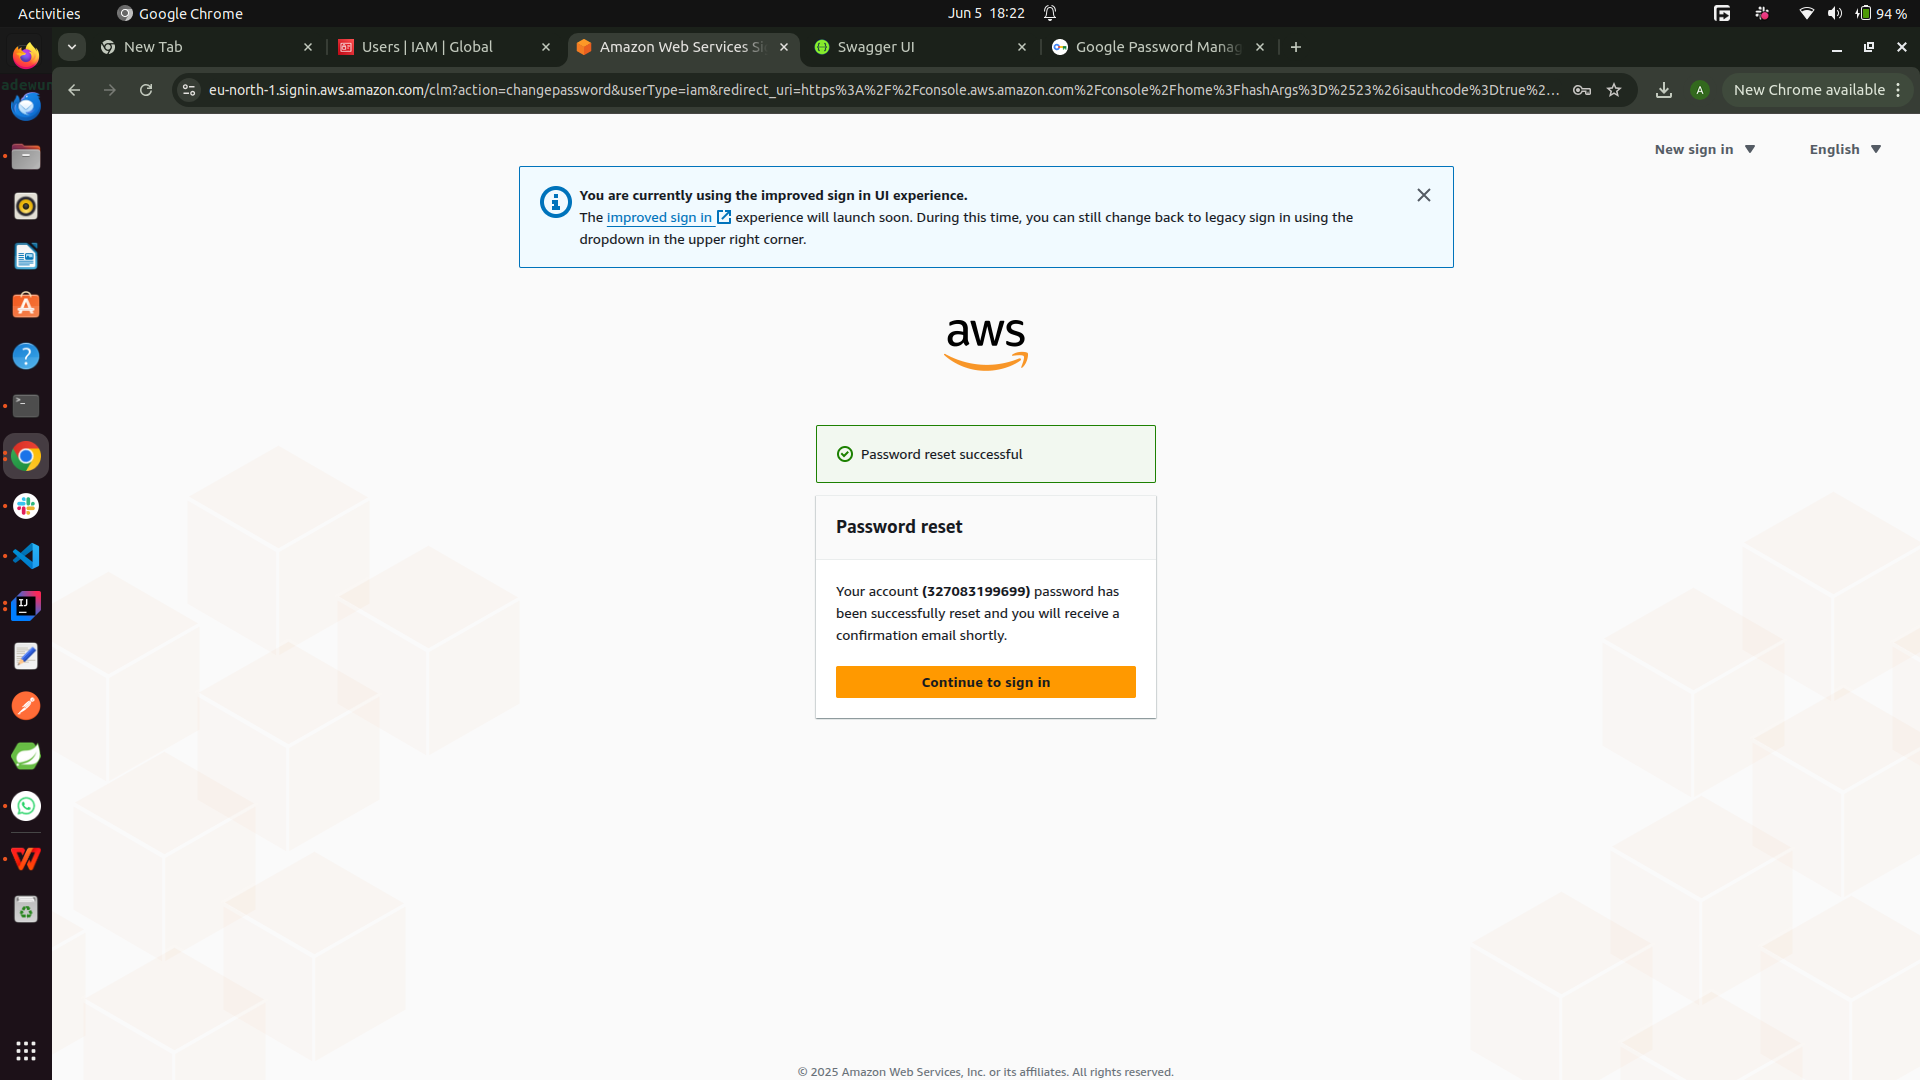 Activities
Google Chrome
Jun 5 18:22
94 %
New Tab
Users | IAM | Global
Amazon Web Services Si
Swagger UI
Google Password Manag
eu-north-1.signin.aws.amazon.com/clm?action=changepassword&userType=iam&redirect_uri=https%3A%2F%2Fconsole.aws.amazon.com%2Fconsole%2Fhome%3FhashArgs%3D%2523%26isauthcode%3Dtrue%2...
A
New Chrome available
New sign in
English
You are currently using the improved sign in UI experience.
The improved sign in experience will launch soon. During this time, you can still change back to legacy sign in using the
dropdown in the upper right corner.
aws
Password reset successful
Password reset
Your account (327083199699) password has
been successfully reset and you will receive a
confirmation email shortly.
Continue to sign in
© 2025 Amazon Web Services, Inc. or its affiliates. All rights reserved.